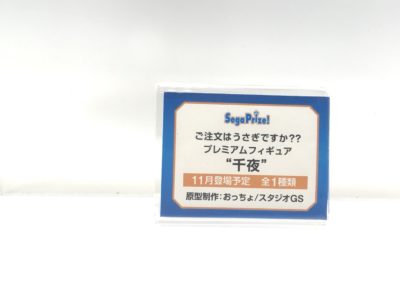 SegaPrize!
ご注文はうさぎですか??
プレミアムフィギュア
“千夜”
11月登場予定 全1種類
原型制作:おっちょ/スタジオGS